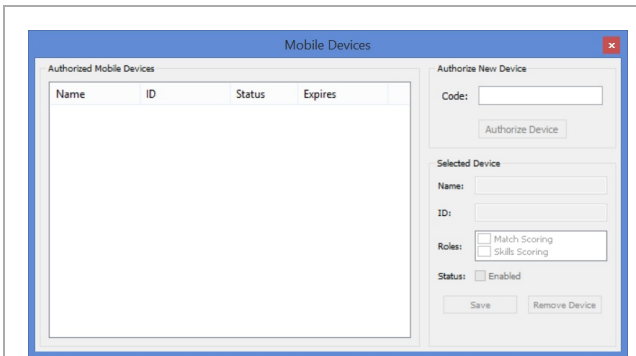 Mobile Devices
Authorized Mobile Devices
Name ID Status Expires
Authorize New Device
Code:
Authorize Device
Selected Device
Name:
ID:
Roles: Match Scoring
Skills Scoring
Status: Enabled
Save Remove Device